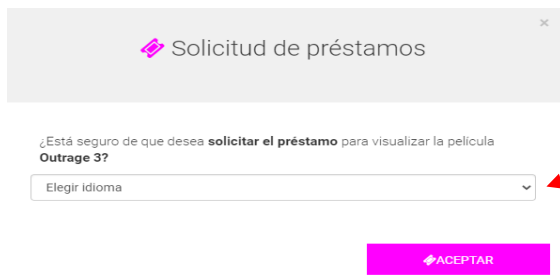 ×
Solicitud de préstamos
¿Está seguro de que desea solicitar el préstamo para visualizar la película
Outrage 3?
Elegir idioma
ACEPTAR